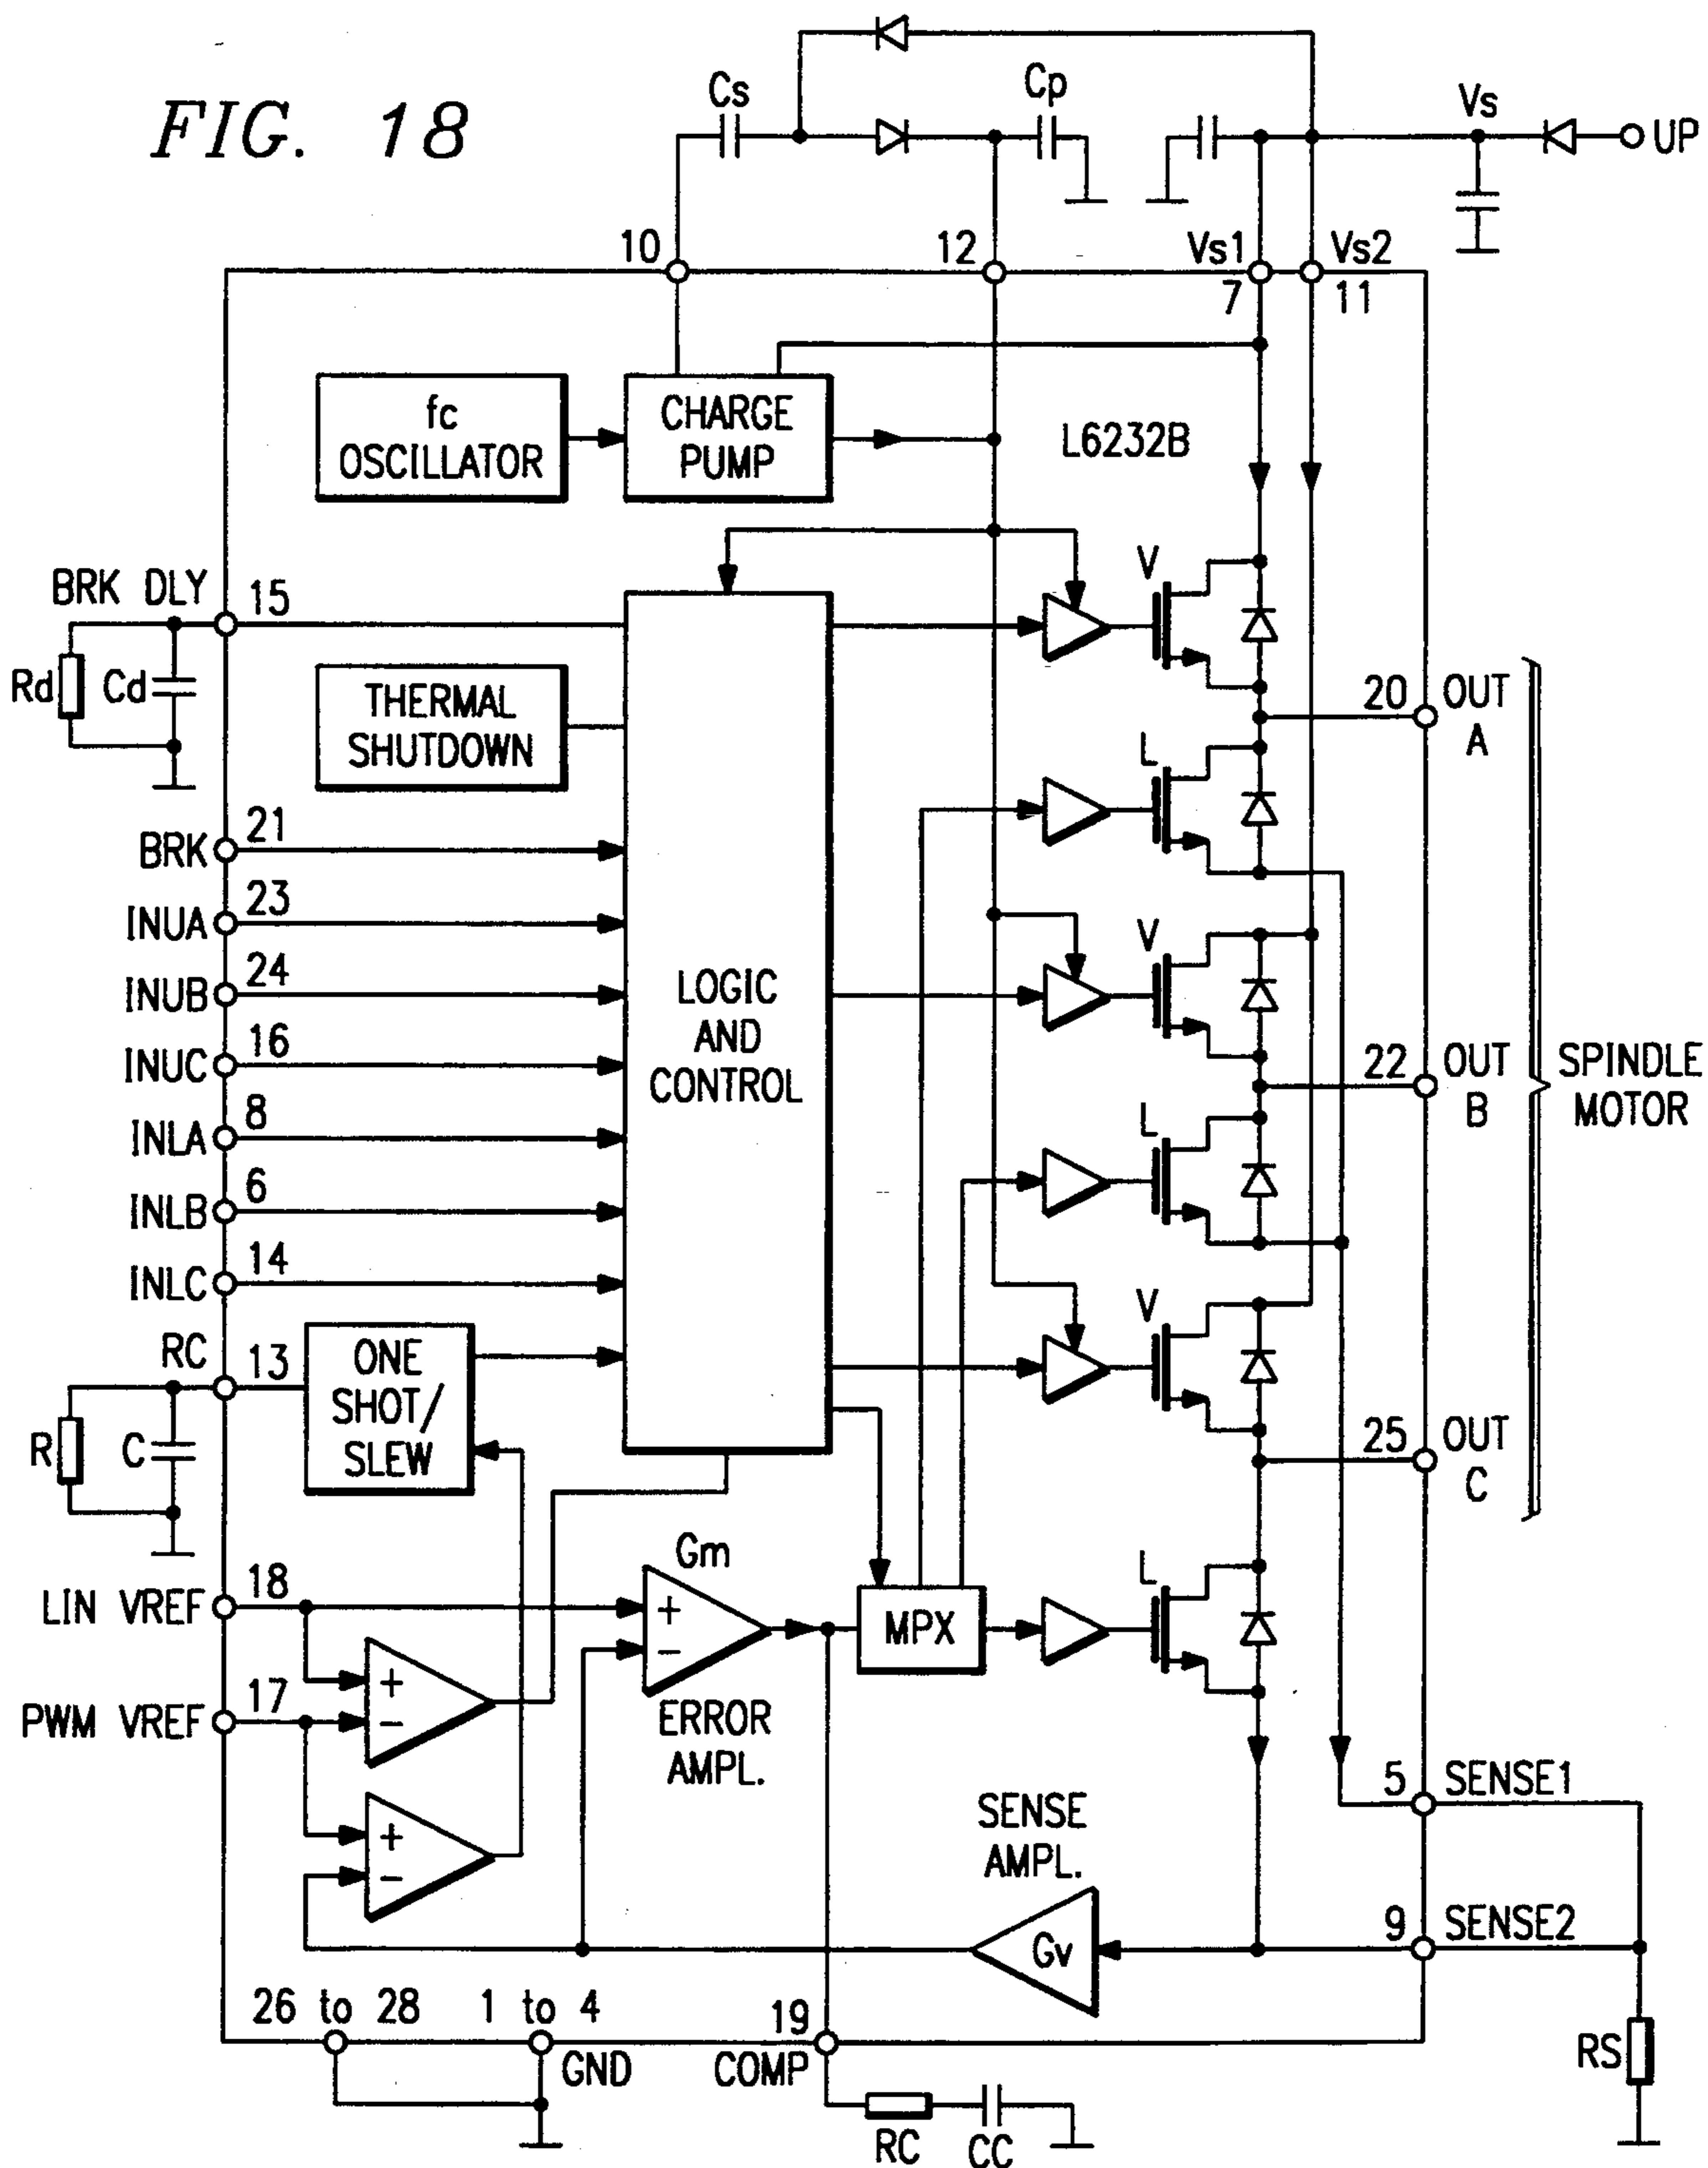 FIG. 18
Cs
Cp
Vs
UP
10
12
Vs1
Vs2
7
11
fc
OSCILLATOR
CHARGE
PUMP
L6232B
BRK DLY
15
Rd
Cd
THERMAL
SHUTDOWN
V
20
OUT
A
L
BRK
21
INUA
23
INUB
24
INUC
16
INLA
8
INLB
6
INLC
14
LOGIC
AND
CONTROL
V
22
OUT
B
L
SPINDLE
MOTOR
RC
13
R
C
ONE
SHOT/
SLEW
V
25
OUT
C
L
LIN VREF
18
PWM VREF
17
+
−
+
−
Gm
+
−
ERROR
AMPL.
MPX
SENSE
AMPL.
Gv
5
SENSE1
9
SENSE2
26 to 28
1 to 4
GND
19
COMP
RC
CC
RS